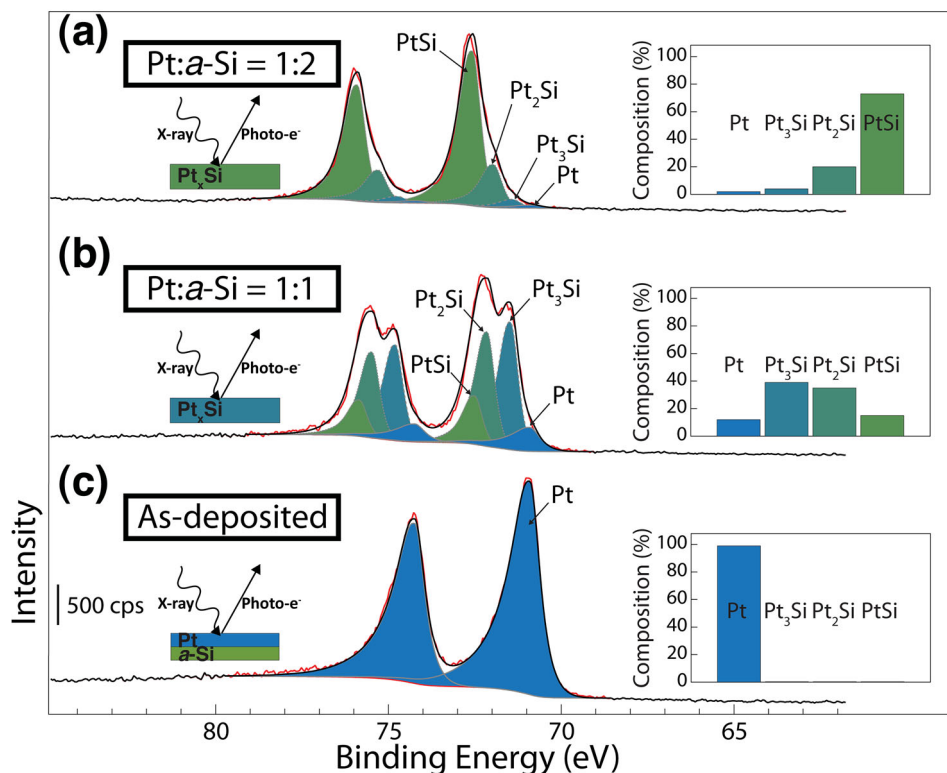 (a)
Pt:a-Si = 1:2
X-ray
Photo-e⁻
PtₓSi
PtSi
Pt₂Si
Pt₃Si
Pt
Composition (%)
100
80
60
40
20
0
Pt Pt₃Si Pt₂Si PtSi
(b)
Pt:a-Si = 1:1
X-ray
Photo-e⁻
PtₓSi
PtSi
Pt₂Si
Pt₃Si
Pt
Composition (%)
100
80
60
40
20
0
Pt Pt₃Si Pt₂Si PtSi
(c)
As-deposited
X-ray
Photo-e⁻
Pt
a-Si
Pt
Composition (%)
100
80
60
40
20
0
Pt Pt₃Si Pt₂Si PtSi
Intensity
500 cps
80 75 70 65
Binding Energy (eV)